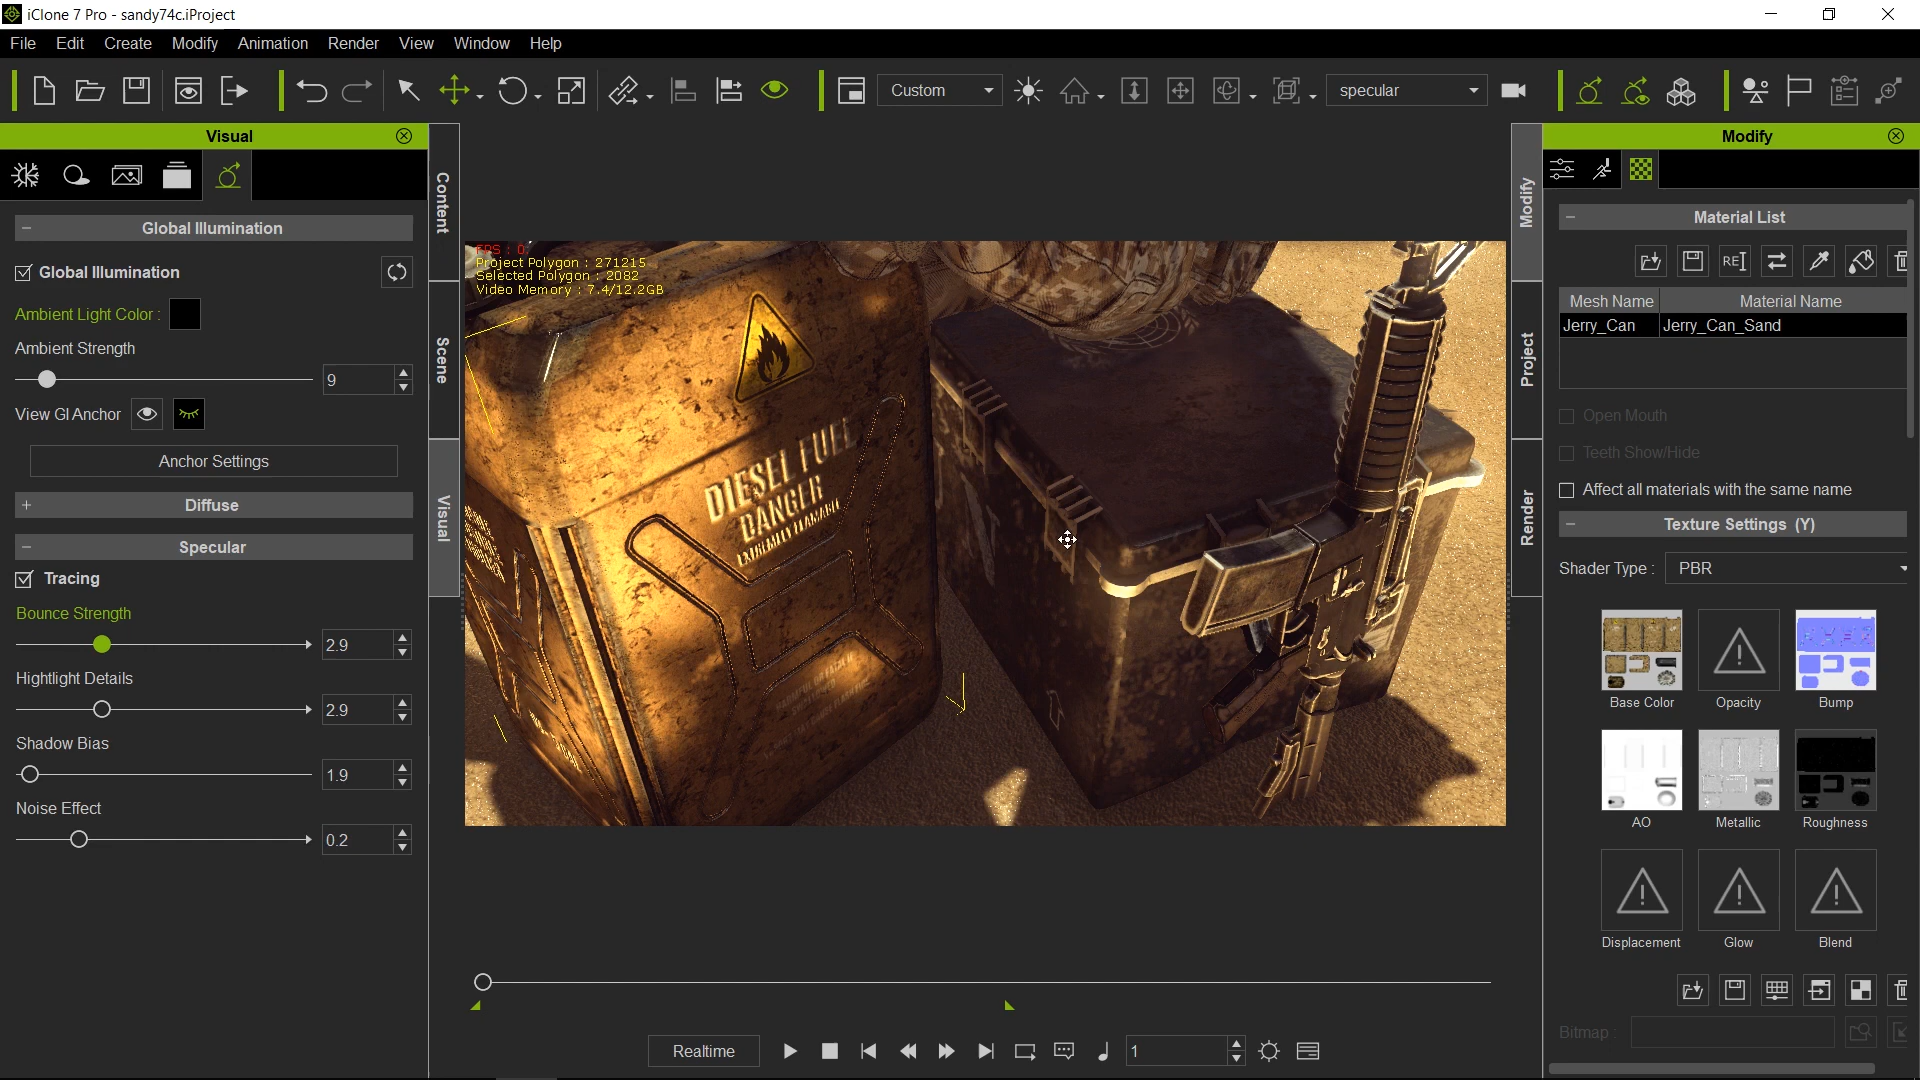 iClone 7 Pro - sandy74c.iProject
File Edit Create Modify Animation Render View Window Help
Custom
specular
Visual
Global Illumination
Global Illumination
Ambient Light Color :
Ambient Strength
9
View GI Anchor
Anchor Settings
Diffuse
Specular
Tracing
Bounce Strength
2.9
Hightlight Details
2.9
Shadow Bias
1.9
Noise Effect
0.2
Content
Scene
Visual
FPS : 0
Project Polygon : 271215
Selected Polygon : 2082
Video Memory : 7.4/12.2GB
DIESEL FUEL
DANGER
EXTREMELY FLAMABLE
Realtime
1
Modify
Project
Render
Modify
Material List
RE
Mesh Name Material Name
Jerry_Can Jerry_Can_Sand
Open Mouth
Teeth Show/Hide
Affect all materials with the same name
Texture Settings (Y)
Shader Type : PBR
Base Color Opacity Bump
AO Metallic Roughness
Displacement Glow Blend
Bitmap :